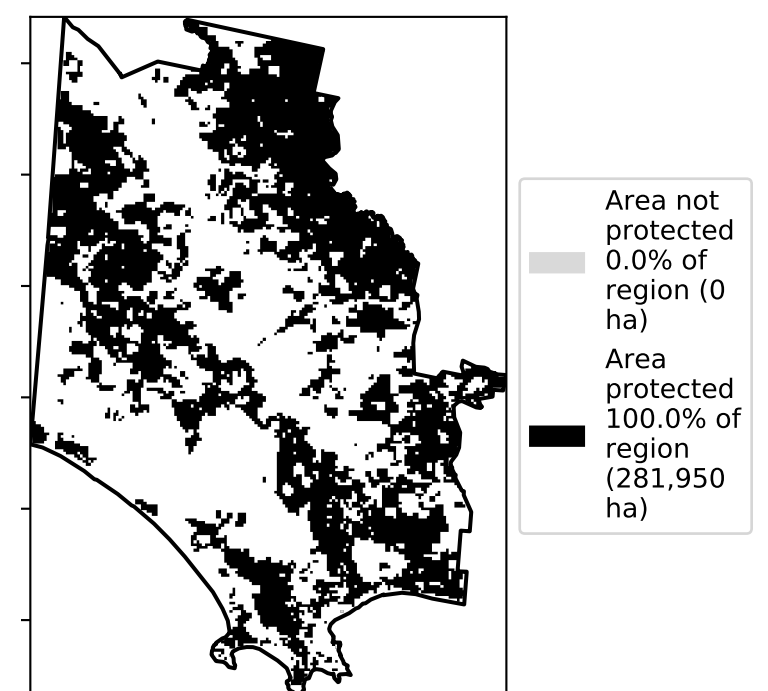 Area not
protected
0.0% of
region (0
ha)
Area
protected
100.0% of
region
(281,950
ha)